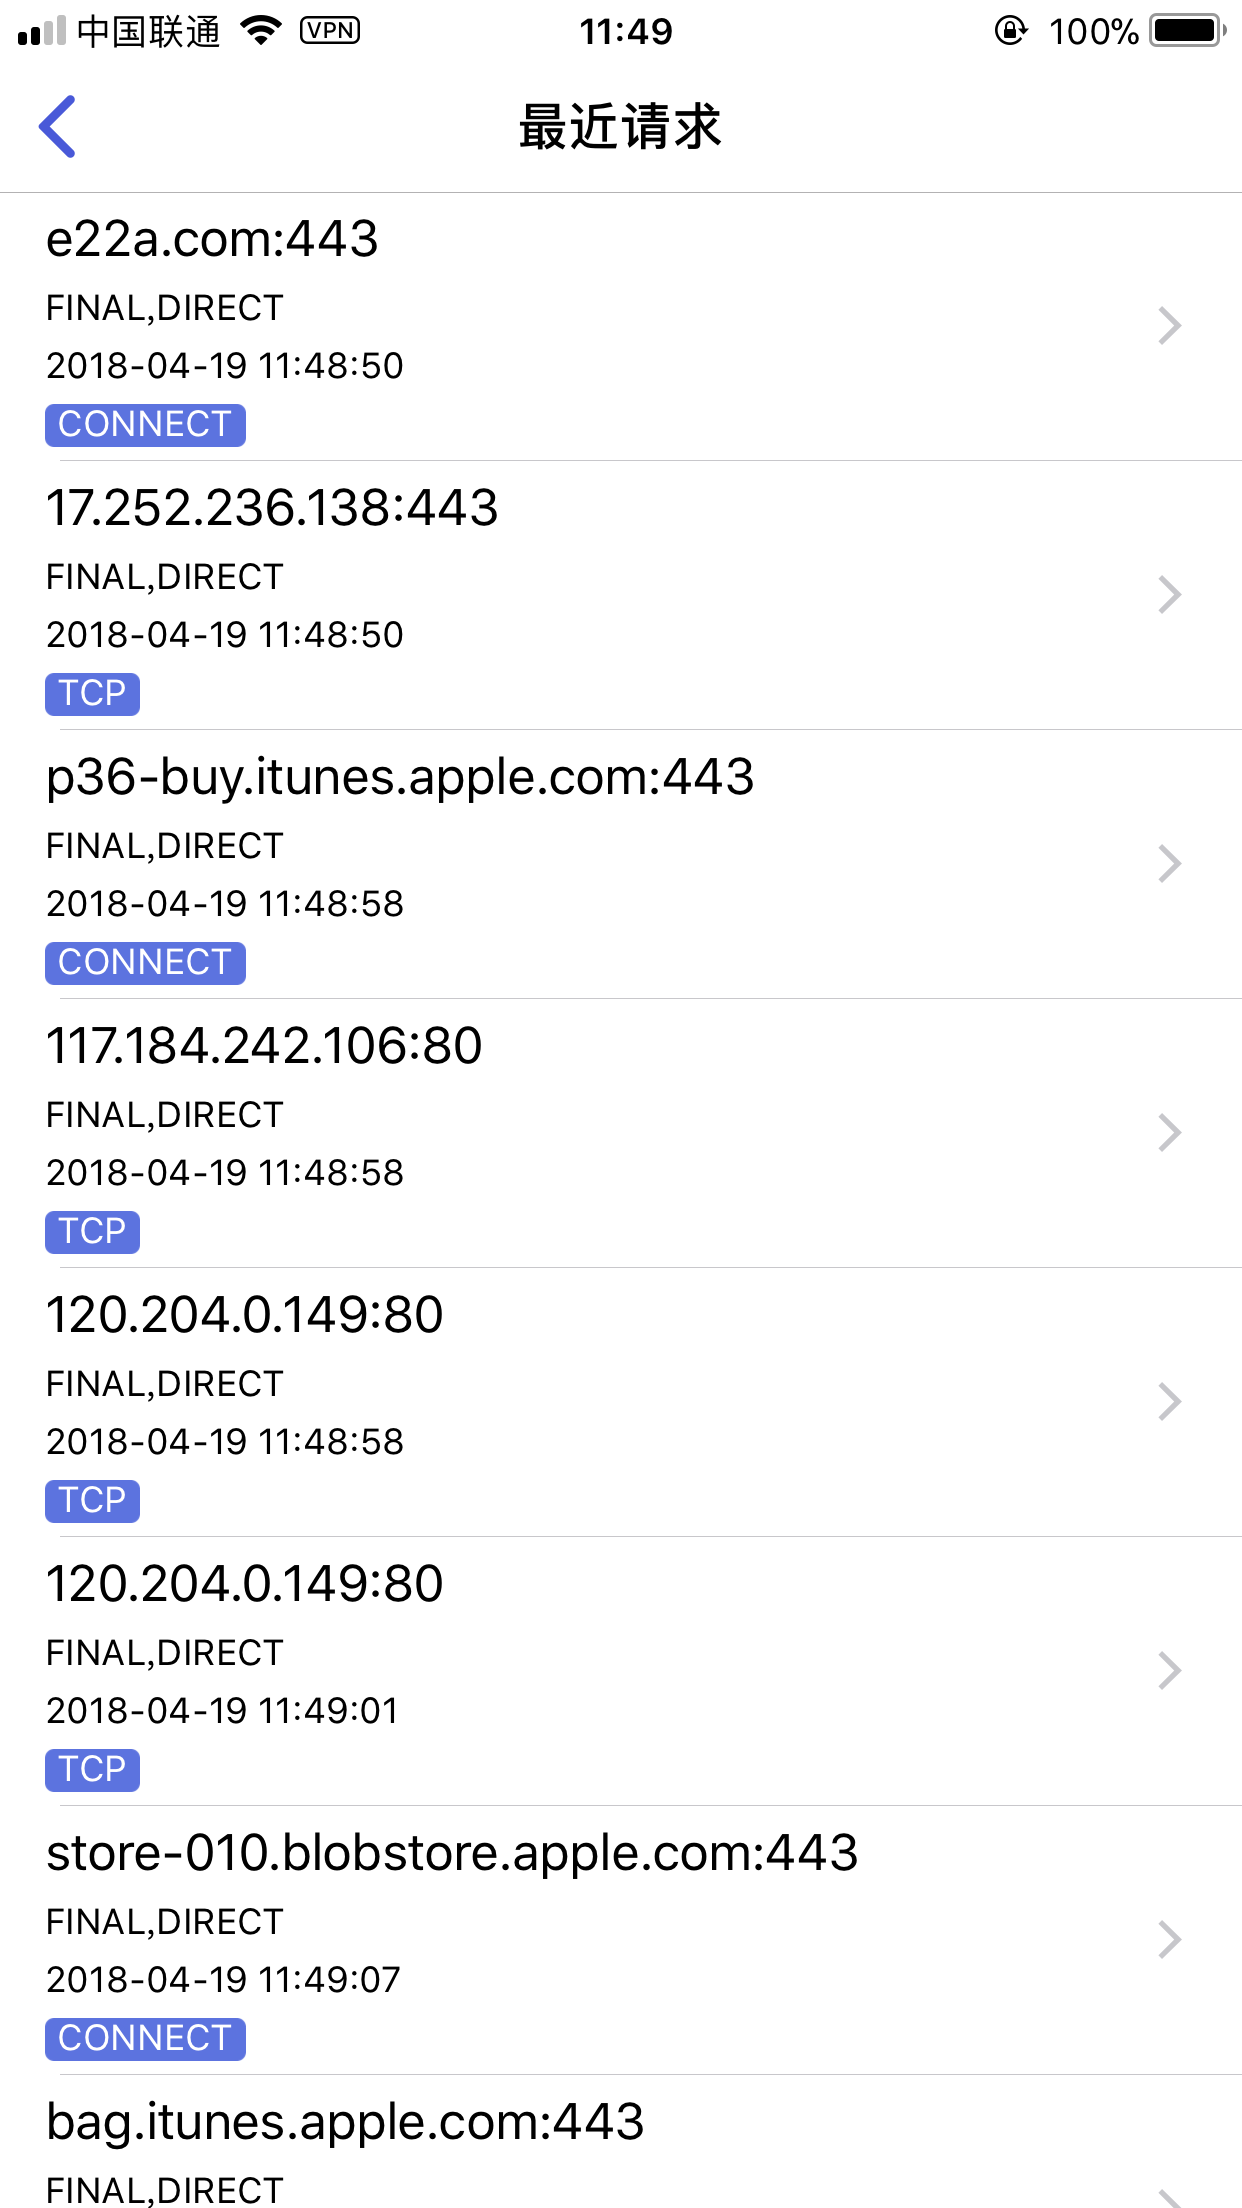 中国联通 VPN 11:49 100%
最近请求
e22a.com:443
FINAL,DIRECT
2018-04-19 11:48:50
CONNECT
17.252.236.138:443
FINAL,DIRECT
2018-04-19 11:48:50
TCP
p36-buy.itunes.apple.com:443
FINAL,DIRECT
2018-04-19 11:48:58
CONNECT
117.184.242.106:80
FINAL,DIRECT
2018-04-19 11:48:58
TCP
120.204.0.149:80
FINAL,DIRECT
2018-04-19 11:48:58
TCP
120.204.0.149:80
FINAL,DIRECT
2018-04-19 11:49:01
TCP
store-010.blobstore.apple.com:443
FINAL,DIRECT
2018-04-19 11:49:07
CONNECT
bag.itunes.apple.com:443
FINAL,DIRECT